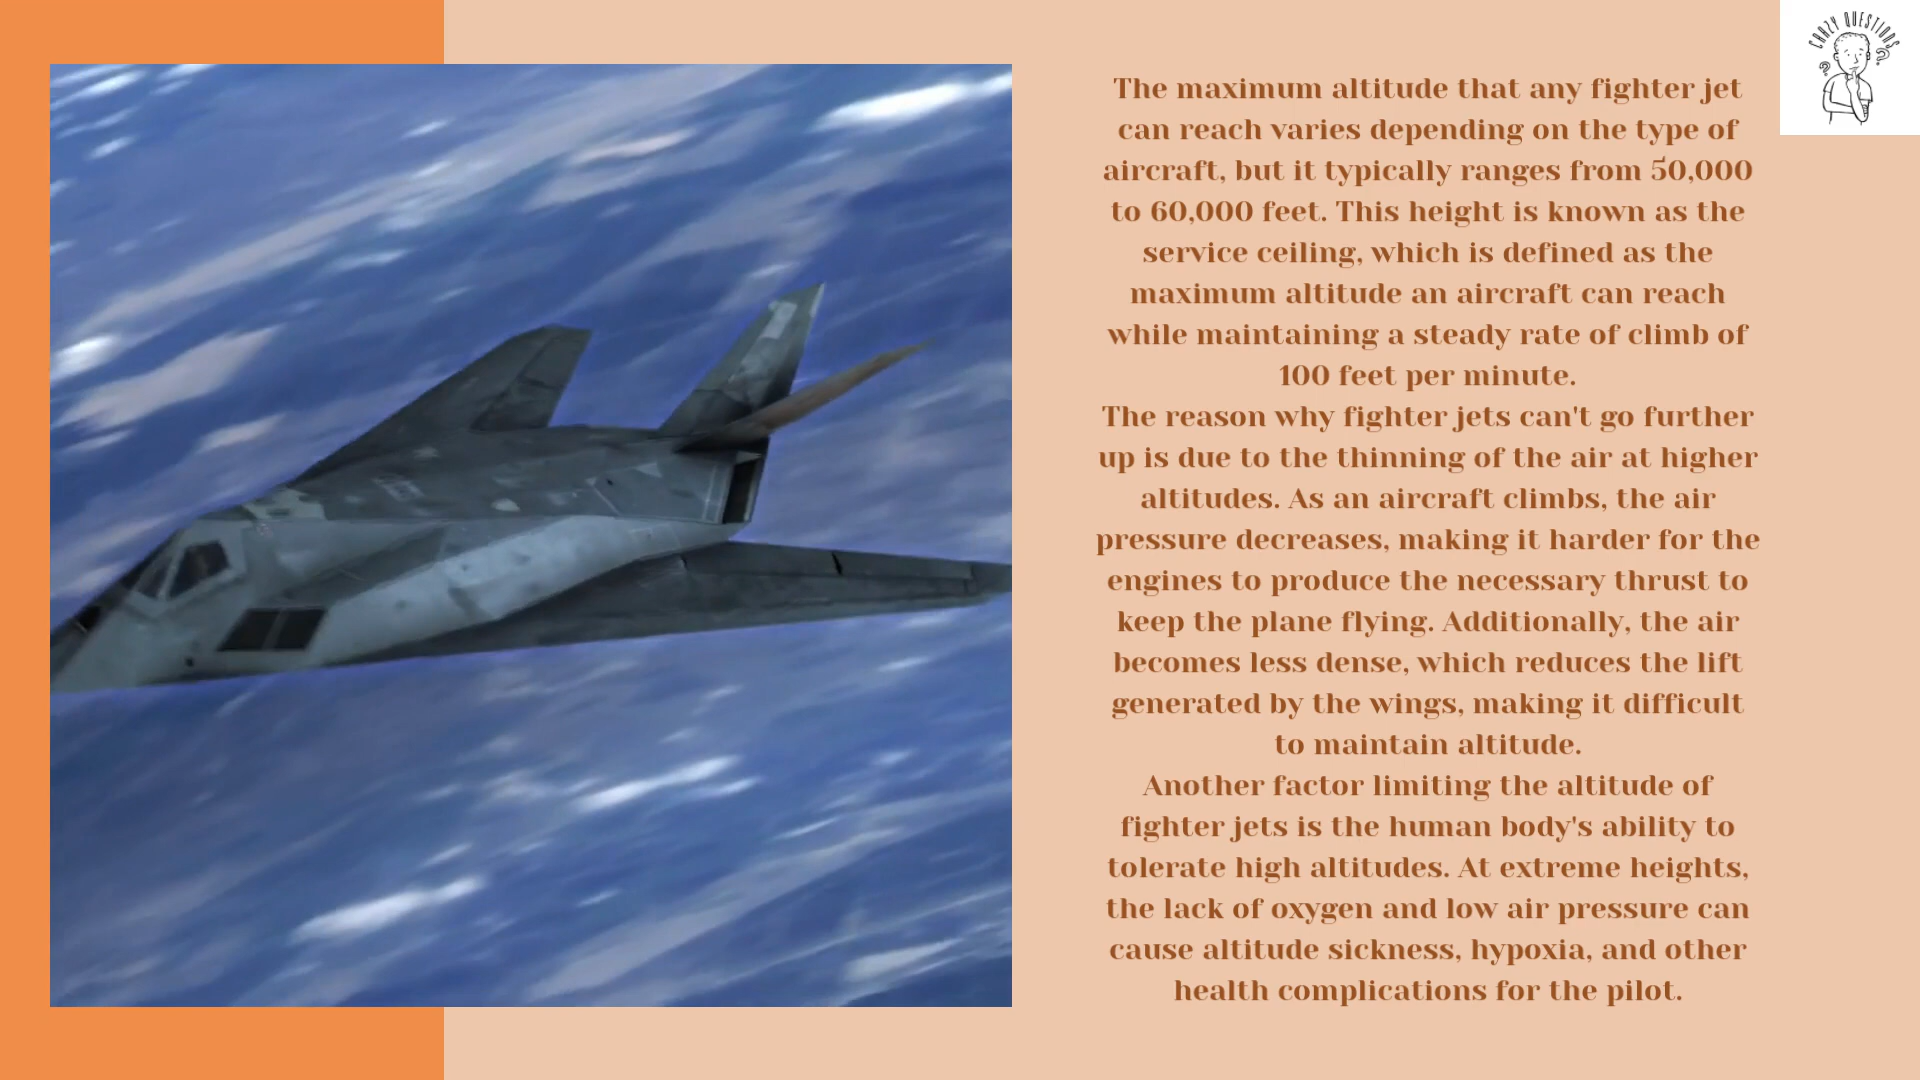 CRAZY QUESTIONS
The maximum altitude that any fighter jet
can reach varies depending on the type of
aircraft, but it typically ranges from 50,000
to 60,000 feet. This height is known as the
service ceiling, which is defined as the
maximum altitude an aircraft can reach
while maintaining a steady rate of climb of
100 feet per minute.
The reason why fighter jets can't go further
up is due to the thinning of the air at higher
altitudes. As an aircraft climbs, the air
pressure decreases, making it harder for the
engines to produce the necessary thrust to
keep the plane flying. Additionally, the air
becomes less dense, which reduces the lift
generated by the wings, making it difficult
to maintain altitude.
Another factor limiting the altitude of
fighter jets is the human body's ability to
tolerate high altitudes. At extreme heights,
the lack of oxygen and low air pressure can
cause altitude sickness, hypoxia, and other
health complications for the pilot.